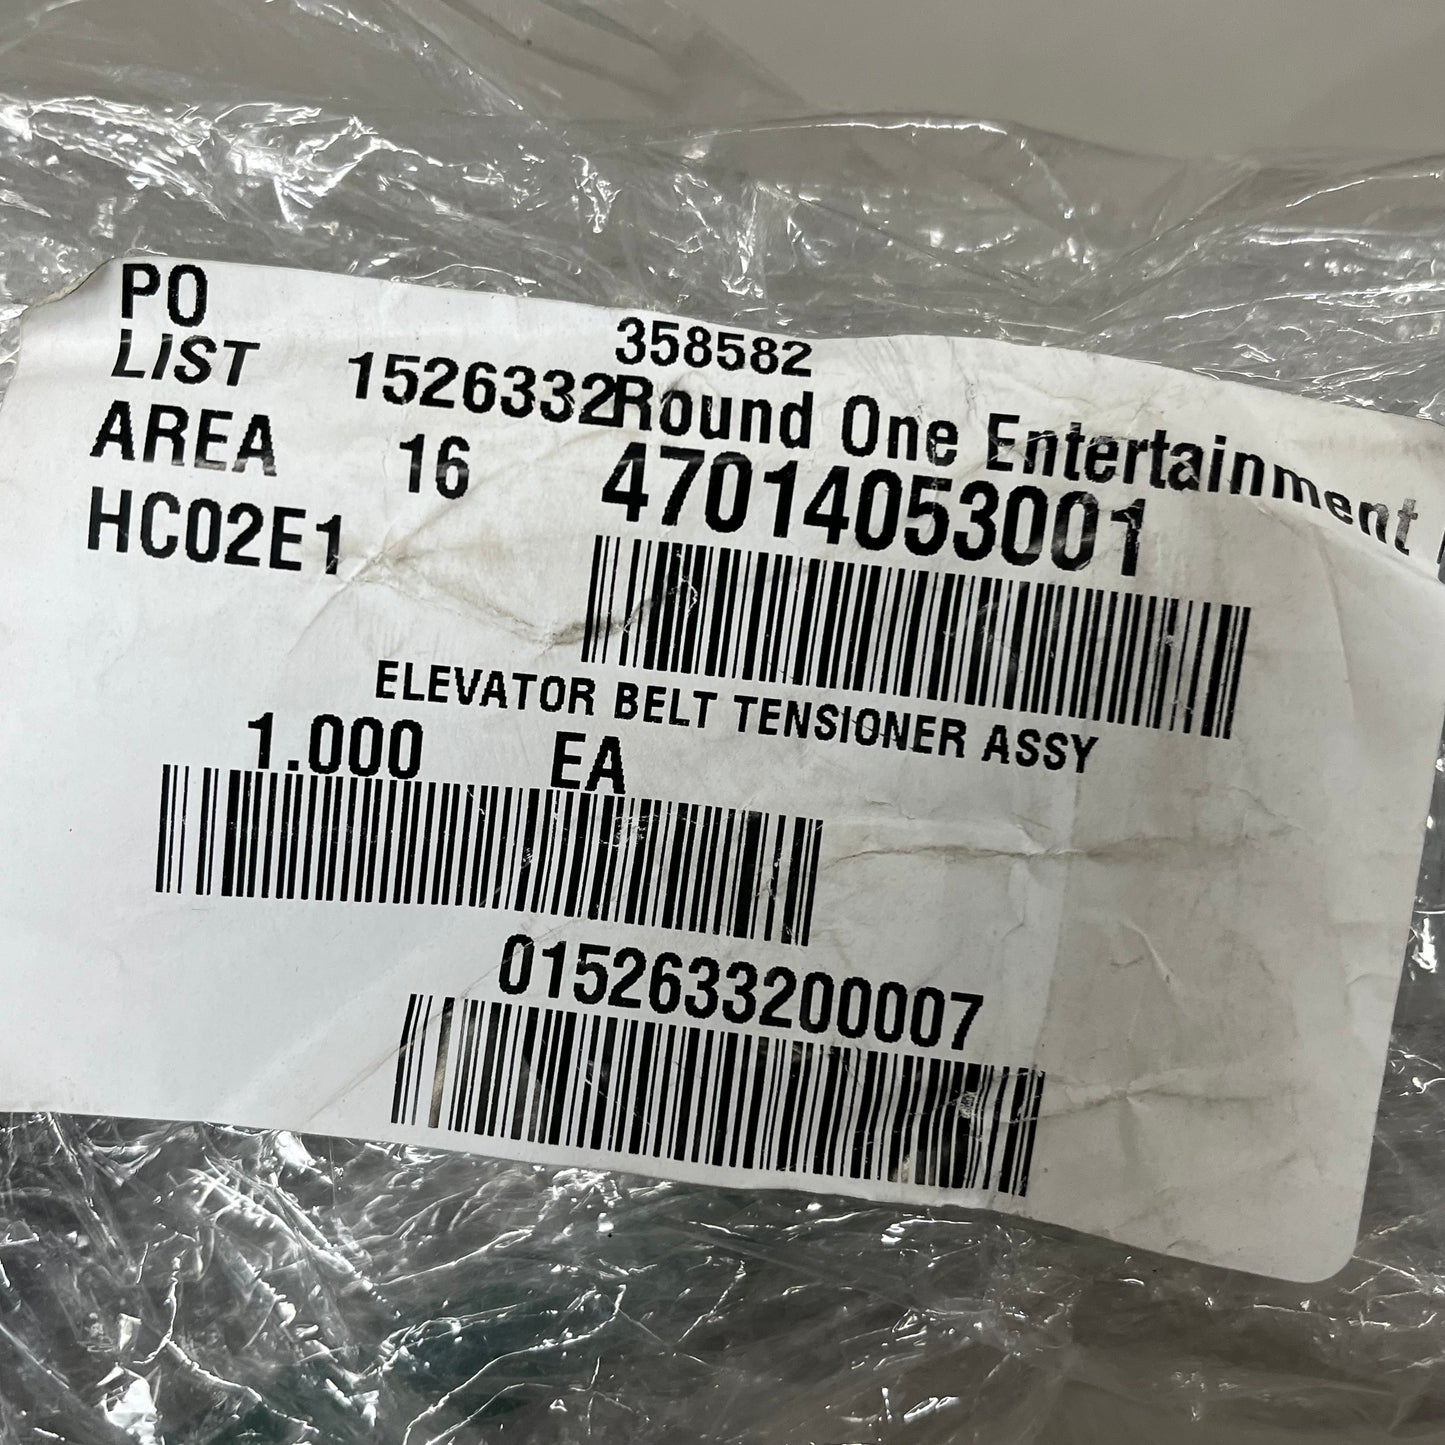 PO 358582
LIST 1526332 Round One Entertainment
AREA 16 47014053001
HC02E1
ELEVATOR BELT TENSIONER ASSY
1.000 EA
0152633200007